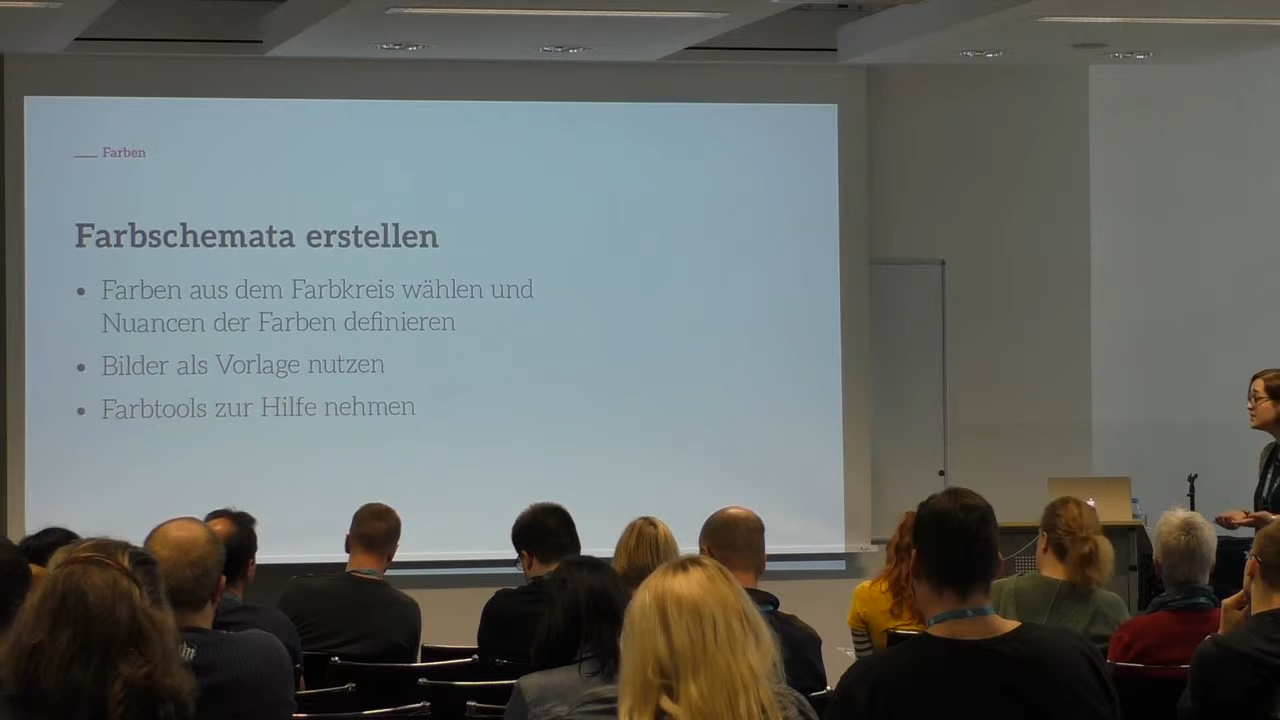 Farben
Farbschemata erstellen
• Farben aus dem Farbkreis wählen und
Nuancen der Farben definieren
• Bilder als Vorlage nutzen
• Farbtools zur Hilfe nehmen